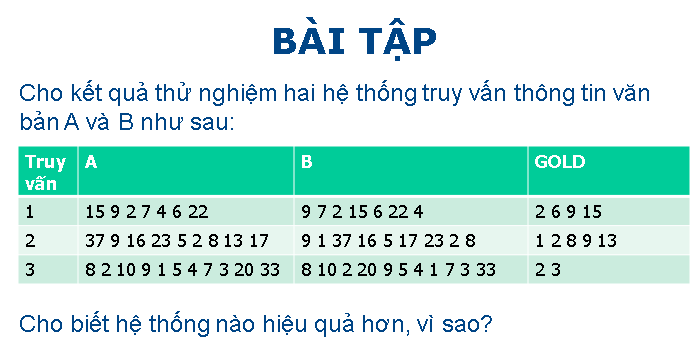 BÀI TẬP
Cho kết quả thử nghiệm hai hệ thống truy vấn thông tin văn
bản A và B như sau:
Truy vấn A B GOLD
1 15 9 2 7 4 6 22 9 7 2 15 6 22 4 2 6 9 15
2 37 9 16 23 5 2 8 13 17 9 1 37 16 5 17 23 2 8 1 2 8 9 13
3 8 2 10 9 1 5 4 7 3 20 33 8 10 2 20 9 5 4 1 7 3 33 2 3
Cho biết hệ thống nào hiệu quả hơn, vì sao?